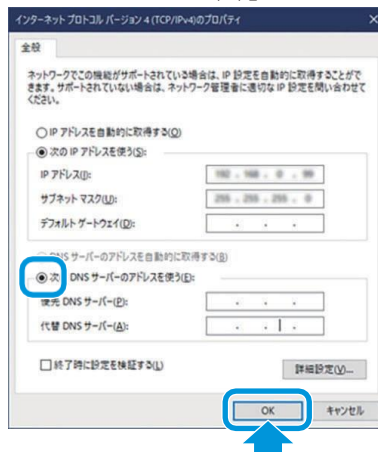 インターネット プロトコル バージョン 4 (TCP/IPv4)のプロパティ
全般
ネットワークでこの機能がサポートされている場合は、IP 設定を自動的に取得することがで
きます。サポートされていない場合は、ネットワーク管理者に適切な IP 設定を問い合わせて
ください。
IP アドレスを自動的に取得する(O)
次の IP アドレスを使う(S):
IP アドレス(I): 192 . 168 . 0 . 99
サブネット マスク(U): 255 . 255 . 255 . 0
デフォルト ゲートウェイ(D): . . .
DNS サーバーのアドレスを自動的に取得する(B)
次 DNS サーバーのアドレスを使う(E):
優先 DNS サーバー(P): . . .
代替 DNS サーバー(A): . . .
終了時に設定を検証する(L)
詳細設定(V)...
OK キャンセル